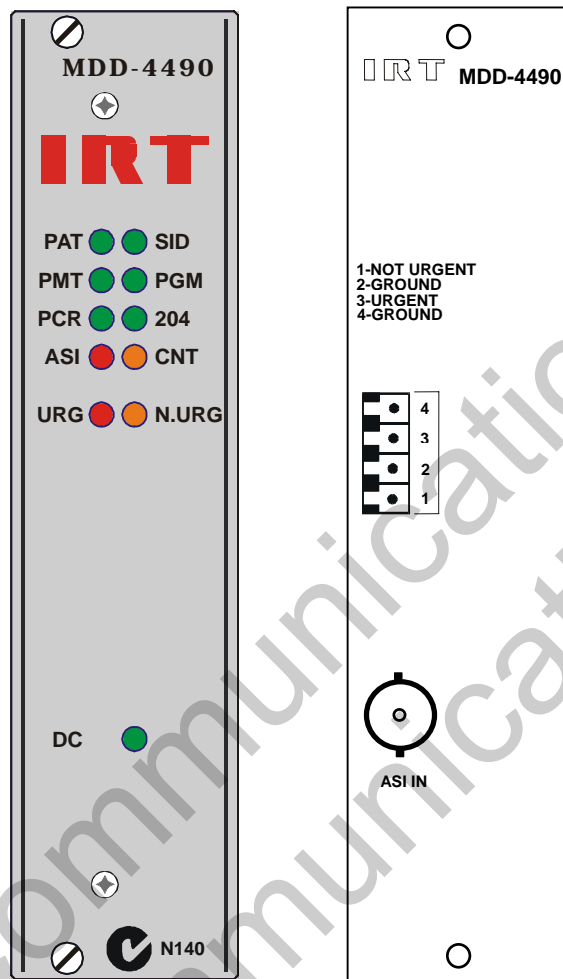 MDD-4490
IRT
PAT SID
PMT PGM
PCR 204
ASI CNT
URG N.URG
DC
N140
IRT MDD-4490
1-NOT URGENT
2-GROUND
3-URGENT
4-GROUND
4
3
2
1
ASI IN